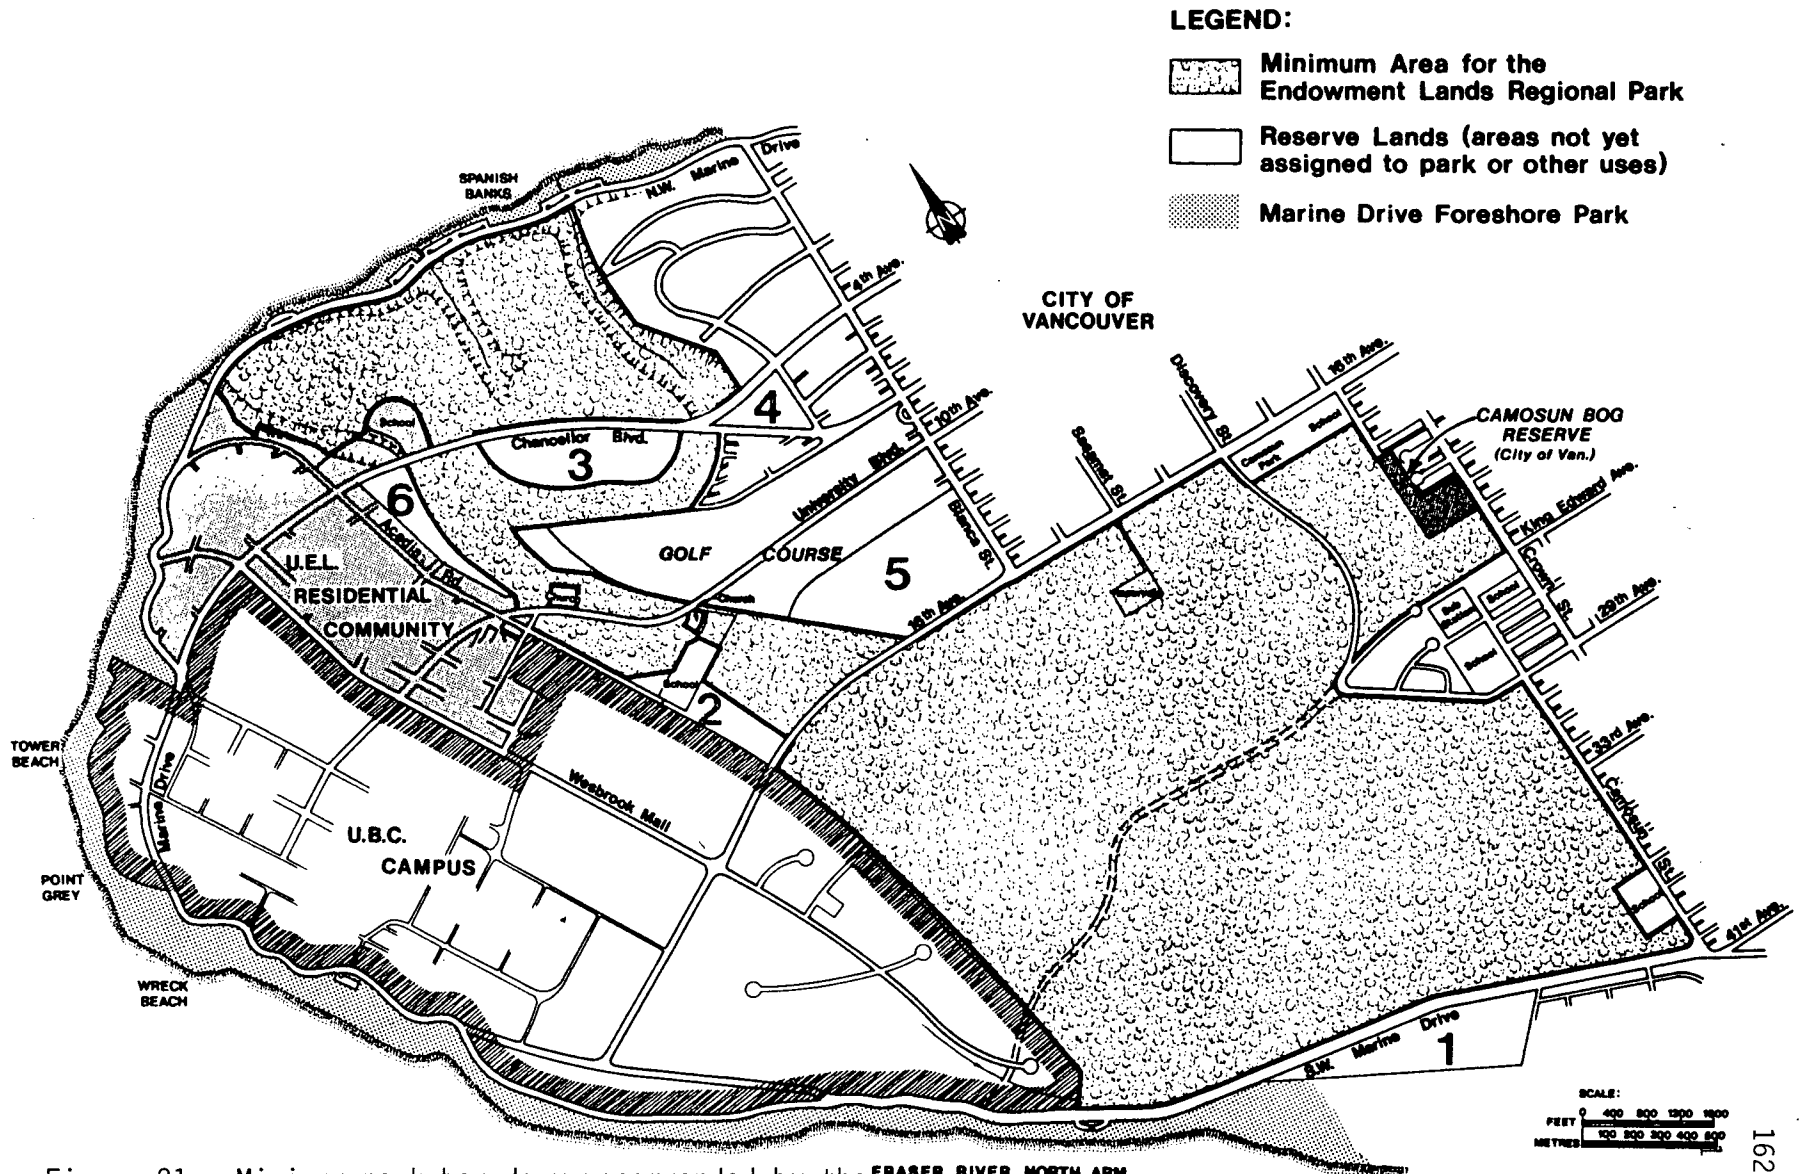 LEGEND:
Minimum Area for the
Endowment Lands Regional Park
Reserve Lands (areas not yet
assigned to park or other uses)
Marine Drive Foreshore Park
SPANISH
BANKS
N.W. Marine Drive
4th Ave.
CITY OF
VANCOUVER
10th Ave.
16th Ave.
Discovery St.
Sasamat St.
Camosun
Park
School
CAMOSUN BOG
RESERVE
(City of Van.)
King Edward Ave.
Crown St.
29th Ave.
33rd Ave.
Camosun St.
41st Ave.
School
School
School
School
4
Chancellor Blvd.
3
6
Acadia Rd.
University Blvd.
Blanca St.
GOLF COURSE
5
16th Ave.
Church
Church
School
2
2
U.E.L.
RESIDENTIAL
COMMUNITY
Wesbrook Mall
TOWER
BEACH
Marine Drive
U.B.C.
CAMPUS
POINT
GREY
WRECK
BEACH
S.W. Marine Drive
1
SCALE:
FEET 0 400 800 1200 1600
METRES 100 200 300 400 500
162
FRASER RIVER NORTH ARM